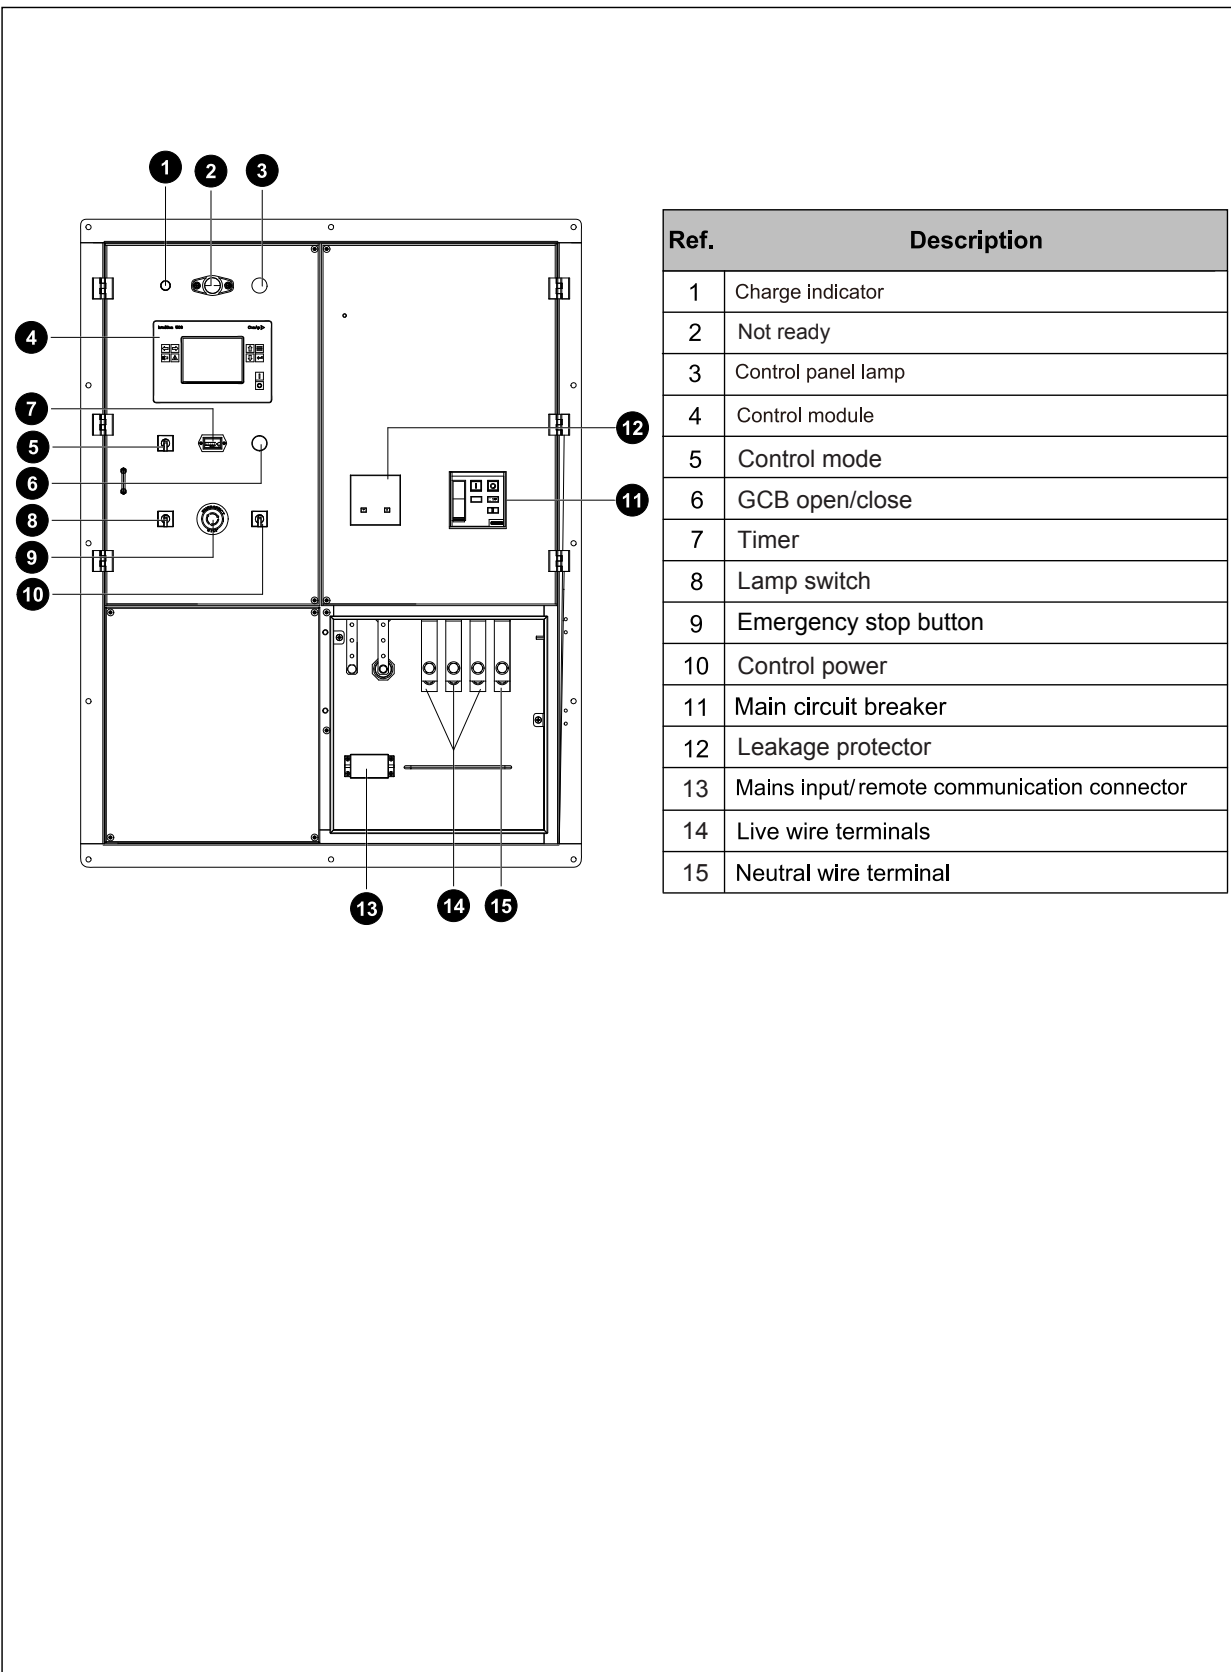 1
2
3
4
7
5
6
8
9
10
12
11
13
14
15
Ref. Description
1 Charge indicator
2 Not ready
3 Control panel lamp
4 Control module
5 Control mode
6 GCB open/close
7 Timer
8 Lamp switch
9 Emergency stop button
10 Control power
11 Main circuit breaker
12 Leakage protector
13 Mains input/remote communication connector
14 Live wire terminals
15 Neutral wire terminal